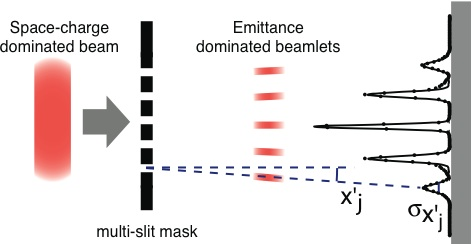 Space-charge
dominated beam
Emittance
dominated beamlets
x'j
σx'j
multi-slit mask